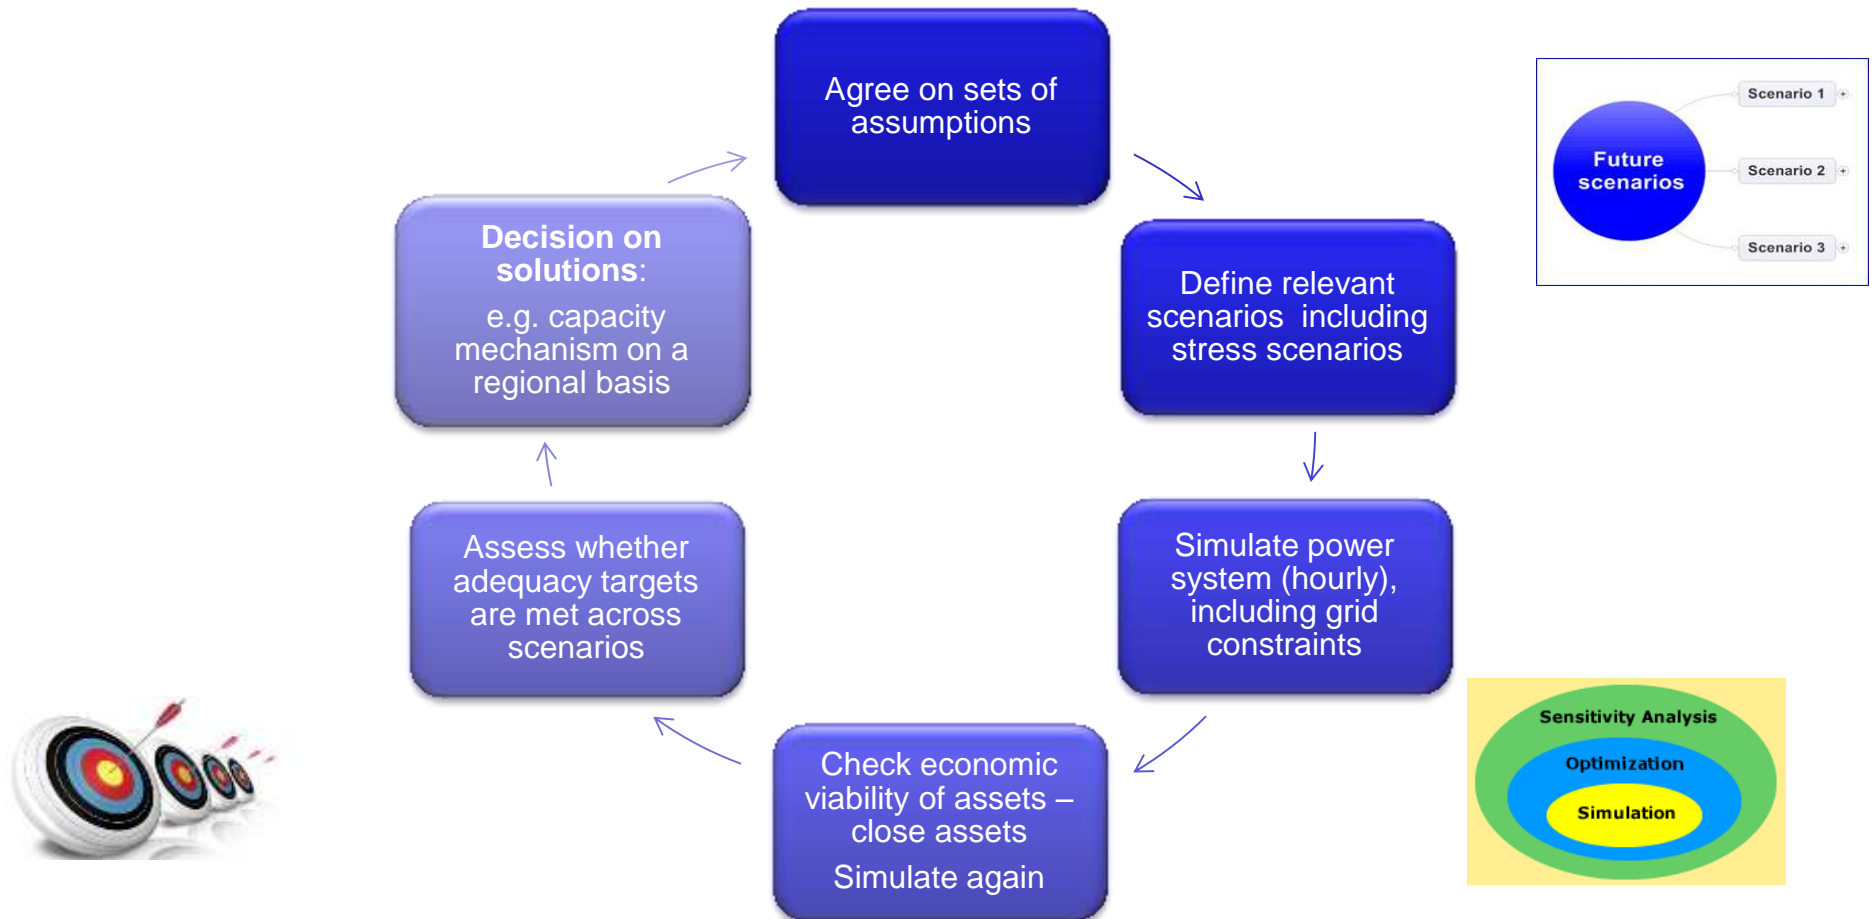 Agree on sets of
assumptions
Define relevant
scenarios including
stress scenarios
Simulate power
system (hourly),
including grid
constraints
Check economic
viability of assets –
close assets
Simulate again
Assess whether
adequacy targets
are met across
scenarios
Decision on
solutions:
e.g. capacity
mechanism on a
regional basis
Future
scenarios
Scenario 1
Scenario 2
Scenario 3
Sensitivity Analysis
Optimization
Simulation